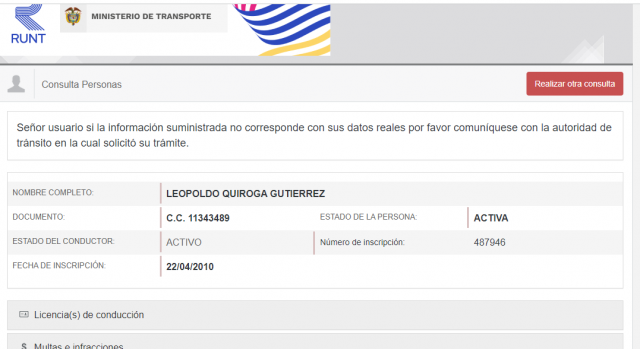 RUNT
MINISTERIO DE TRANSPORTE
Consulta Personas
Realizar otra consulta
Señor usuario si la información suministrada no corresponde con sus datos reales por favor comuníquese con la autoridad de
tránsito en la cual solicitó su trámite.
NOMBRE COMPLETO: LEOPOLDO QUIROGA GUTIERREZ
DOCUMENTO: C.C. 11343489 ESTADO DE LA PERSONA: ACTIVA
ESTADO DEL CONDUCTOR: ACTIVO Número de inscripción: 487946
FECHA DE INSCRIPCIÓN: 22/04/2010
Licencia(s) de conducción
$ Multas e infracciones